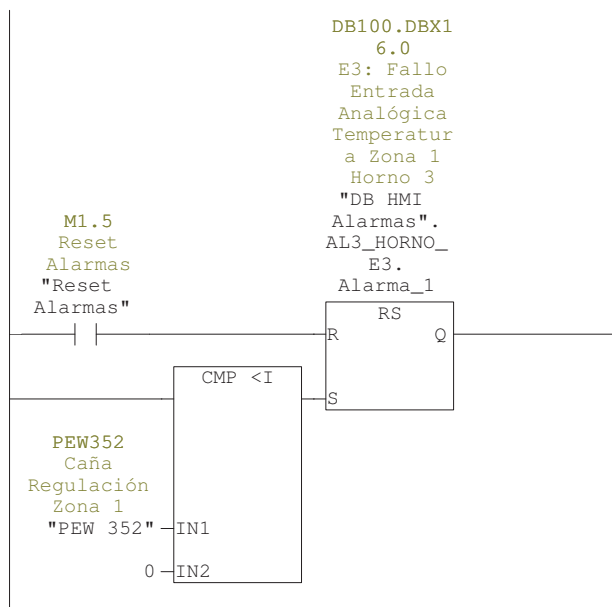 DB100.DBX1
6.0
E3: Fallo
Entrada
Analógica
Temperatur
a Zona 1
Horno 3
"DB HMI
Alarmas".
AL3_HORNO_
E3.
Alarma_1
M1.5
Reset
Alarmas
"Reset
Alarmas"
RS
R
Q
CMP <I
S
PEW352
Caña
Regulación
Zona 1
"PEW 352"
IN1
0
IN2